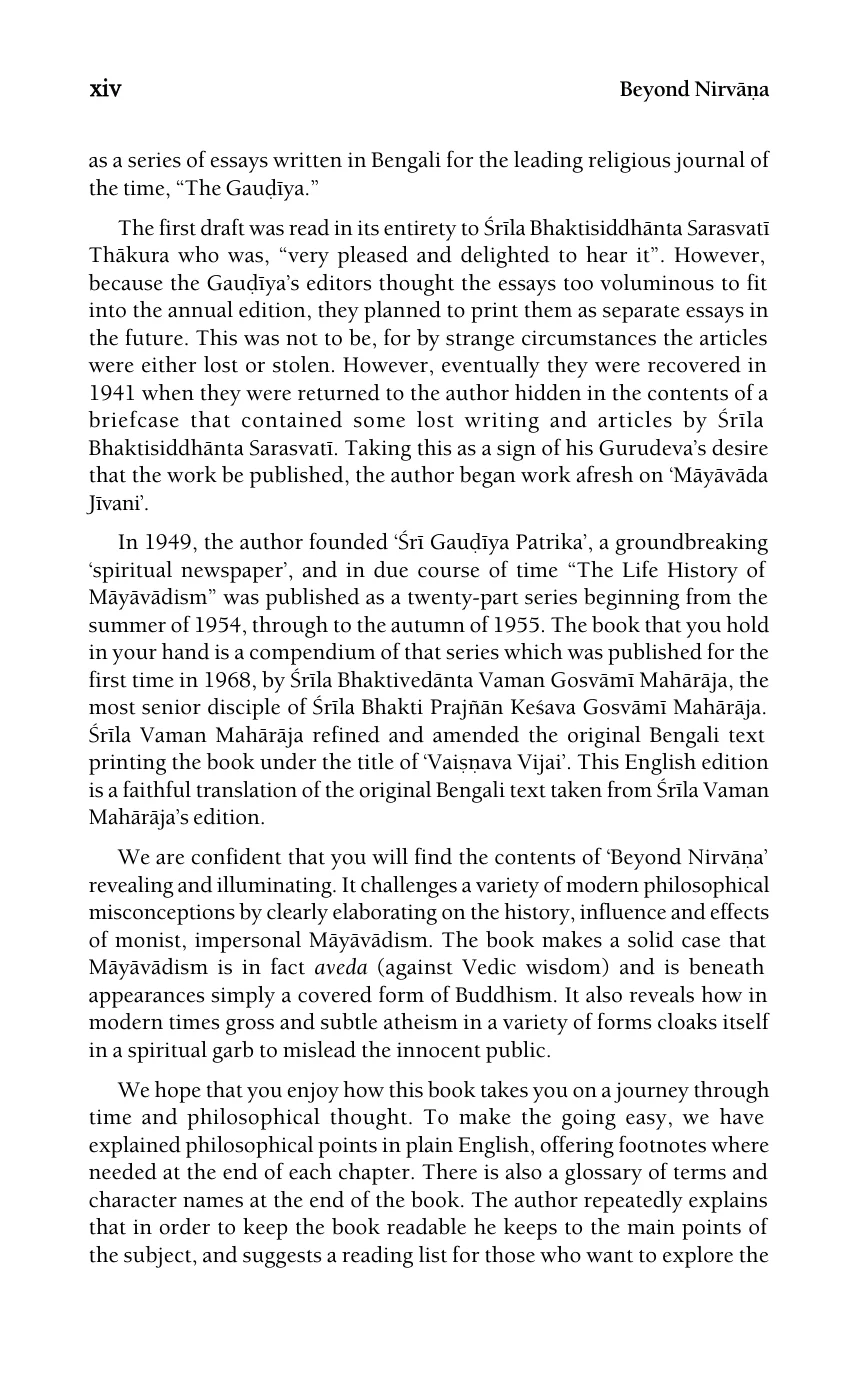 xiv Beyond Nirvāṇa
as a series of essays written in Bengali for the leading religious journal of
the time, “The Gauḍīya.”
The first draft was read in its entirety to Śrīla Bhaktisiddhānta Sarasvatī
Thākura who was, “very pleased and delighted to hear it”. However,
because the Gauḍīya’s editors thought the essays too voluminous to fit
into the annual edition, they planned to print them as separate essays in
the future. This was not to be, for by strange circumstances the articles
were either lost or stolen. However, eventually they were recovered in
1941 when they were returned to the author hidden in the contents of a
briefcase that contained some lost writing and articles by Śrīla
Bhaktisiddhānta Sarasvatī. Taking this as a sign of his Gurudeva’s desire
that the work be published, the author began work afresh on ‘Māyāvāda
Jīvani’.
In 1949, the author founded ‘Śrī Gauḍīya Patrika’, a groundbreaking
‘spiritual newspaper’, and in due course of time “The Life History of
Māyāvādism” was published as a twenty-part series beginning from the
summer of 1954, through to the autumn of 1955. The book that you hold
in your hand is a compendium of that series which was published for the
first time in 1968, by Śrīla Bhaktivedānta Vaman Gosvāmī Mahārāja, the
most senior disciple of Śrīla Bhakti Prajñān Keśava Gosvāmī Mahārāja.
Śrīla Vaman Mahārāja refined and amended the original Bengali text
printing the book under the title of ‘Vaiṣṇava Vijai’. This English edition
is a faithful translation of the original Bengali text taken from Śrīla Vaman
Mahārāja’s edition.
We are confident that you will find the contents of ‘Beyond Nirvāṇa’
revealing and illuminating. It challenges a variety of modern philosophical
misconceptions by clearly elaborating on the history, influence and effects
of monist, impersonal Māyāvādism. The book makes a solid case that
Māyāvādism is in fact aveda (against Vedic wisdom) and is beneath
appearances simply a covered form of Buddhism. It also reveals how in
modern times gross and subtle atheism in a variety of forms cloaks itself
in a spiritual garb to mislead the innocent public.
We hope that you enjoy how this book takes you on a journey through
time and philosophical thought. To make the going easy, we have
explained philosophical points in plain English, offering footnotes where
needed at the end of each chapter. There is also a glossary of terms and
character names at the end of the book. The author repeatedly explains
that in order to keep the book readable he keeps to the main points of
the subject, and suggests a reading list for those who want to explore the